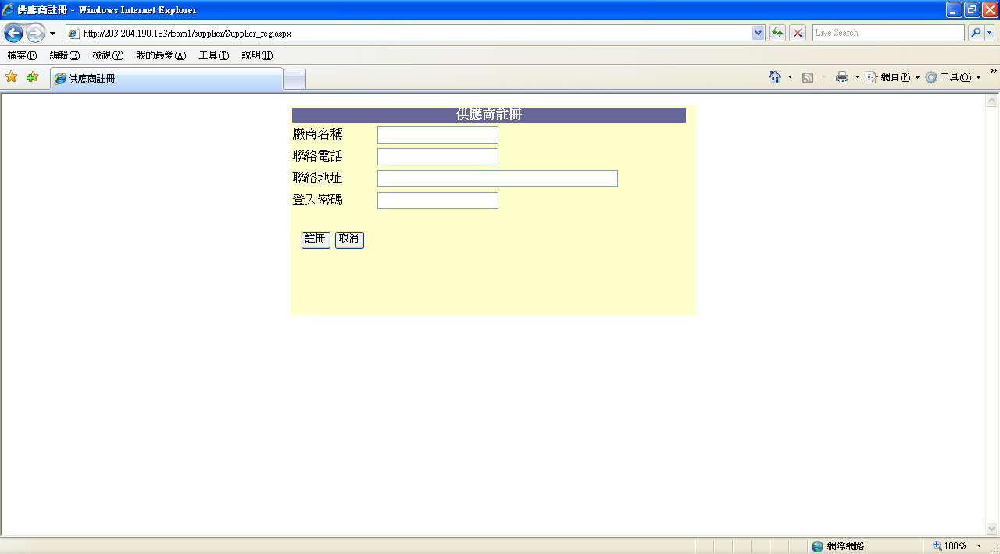 供應商註冊 - Windows Internet Explorer
http://203.204.190.183/team1/supplier/Supplier_reg.aspx
Live Search
檔案(F) 編輯(E) 檢視(V) 我的最愛(A) 工具(T) 說明(H)
供應商註冊
網頁(P) 工具(O) »
供應商註冊
廠商名稱
聯絡電話
聯絡地址
登入密碼
註冊 取消
網際網路 100%